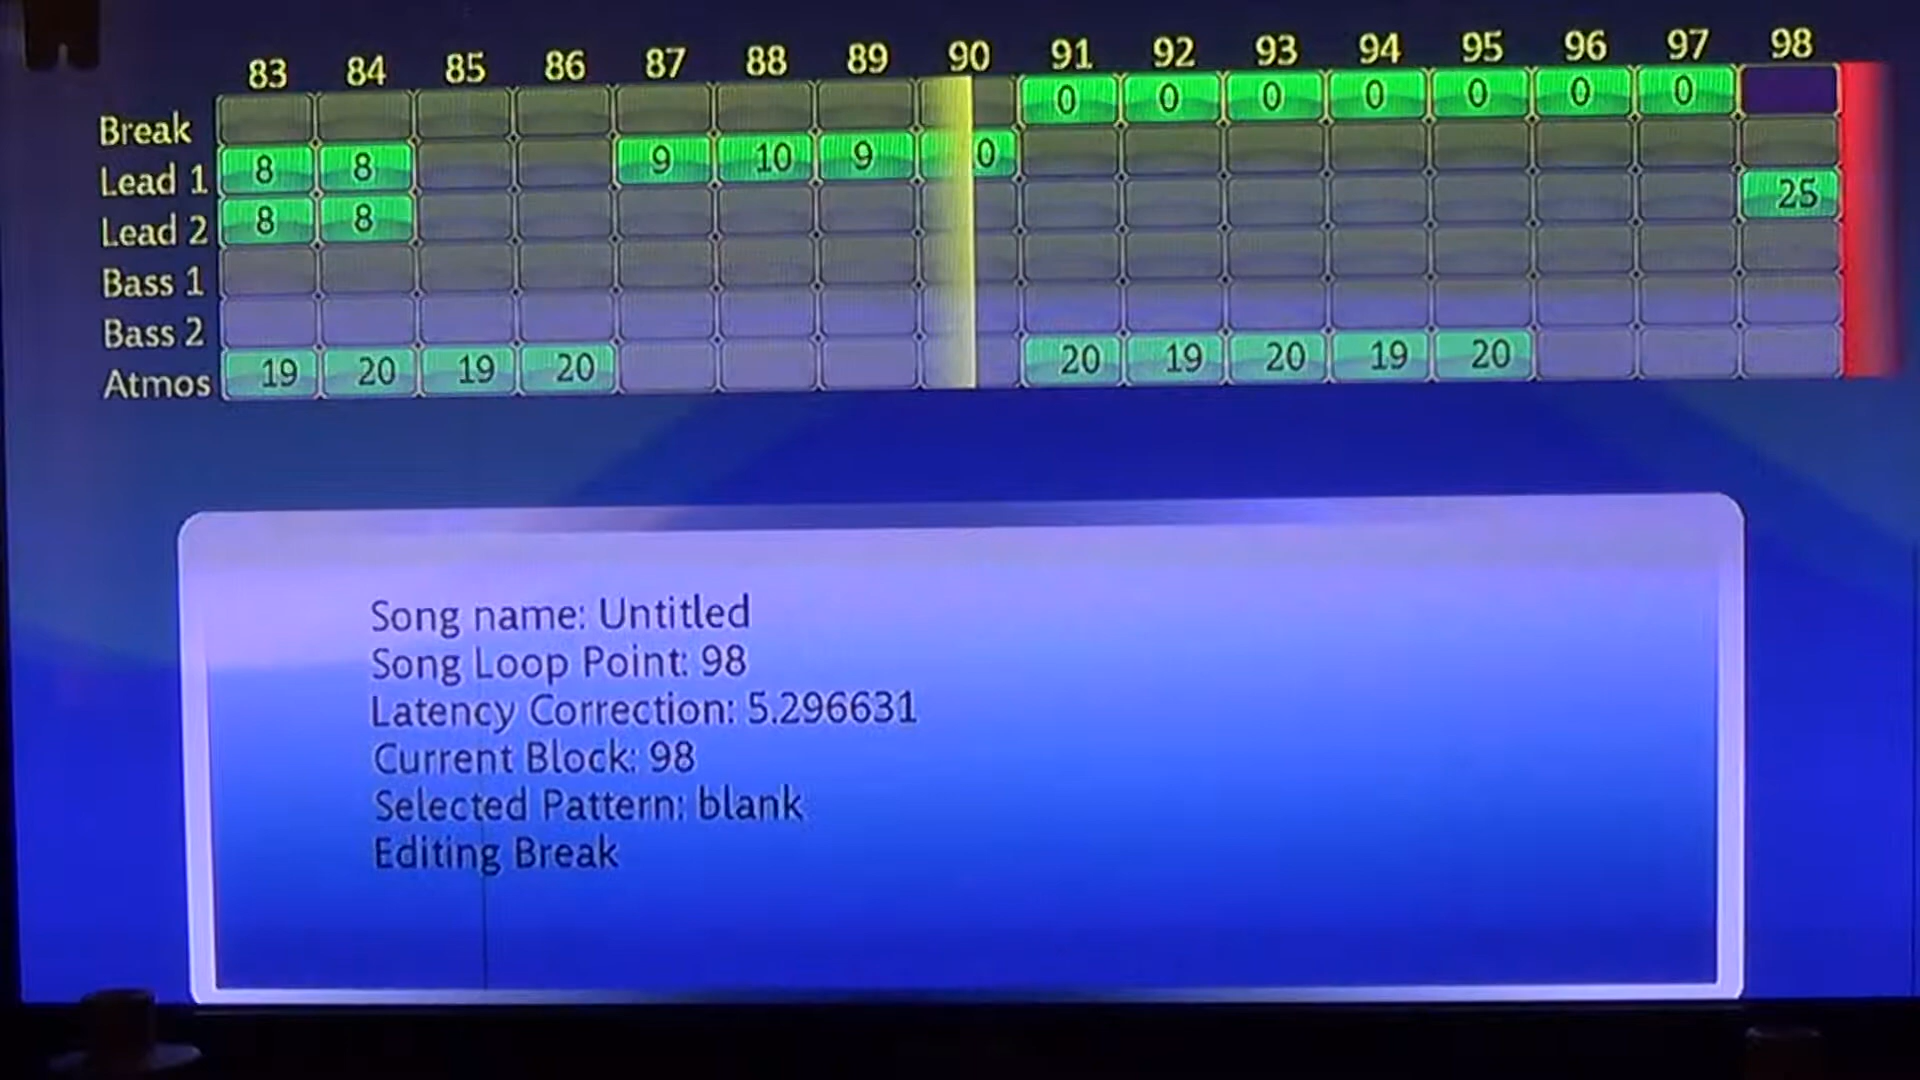 83 84 85 86 87 88 89 90 91 92 93 94 95 96 97 98
Break 0 0 0 0 0 0 0
Lead 1 8 8 9 10 9 0
Lead 2 8 8 25
Bass 1
Bass 2
Atmos 19 20 19 20 20 19 20 19 20
Song name: Untitled
Song Loop Point: 98
Latency Correction: 5.296631
Current Block: 98
Selected Pattern: blank
Editing Break